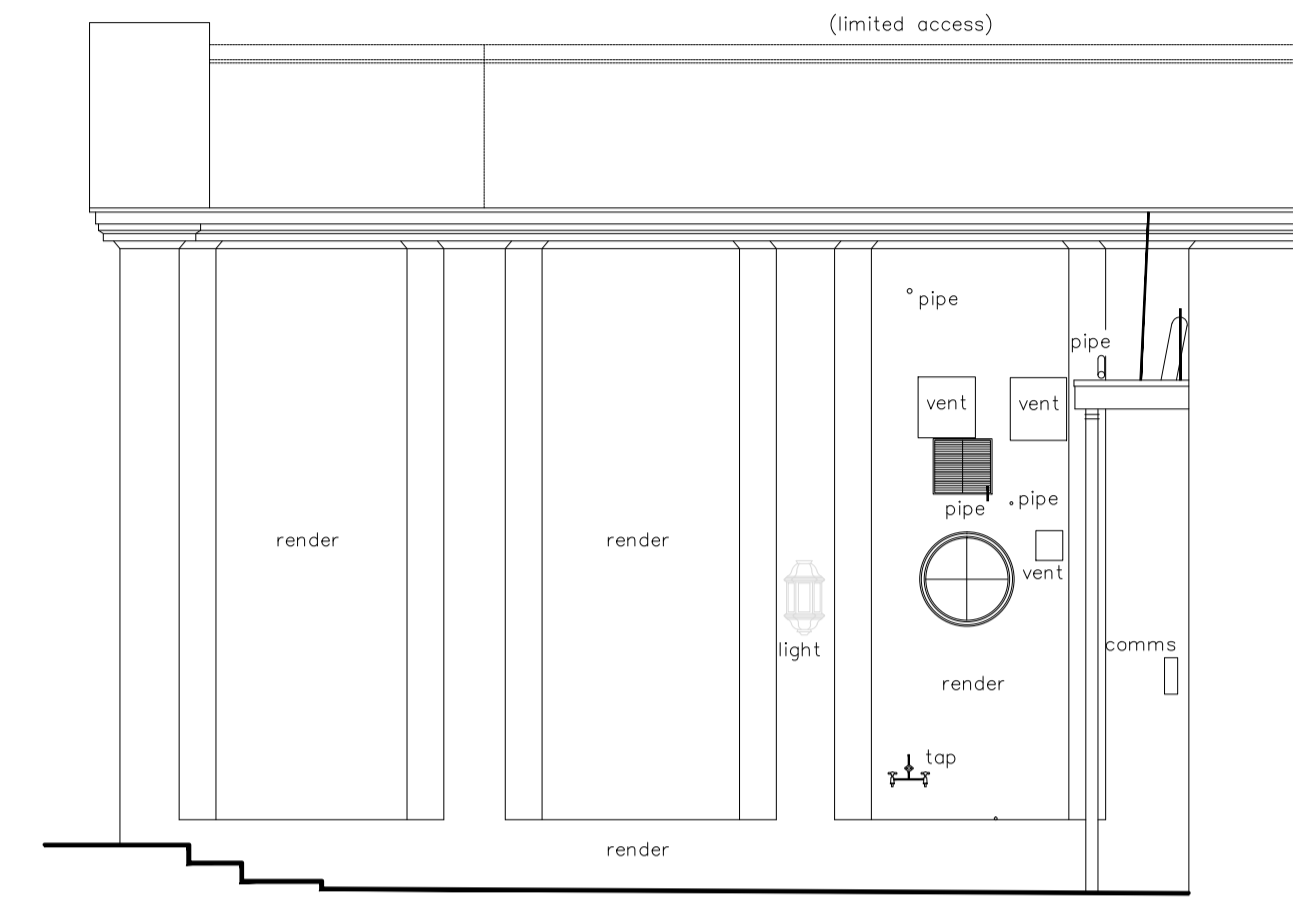 (limited access)
pipe
pipe
vent
vent
pipe
pipe
render
render
vent
light
comms
render
tap
render